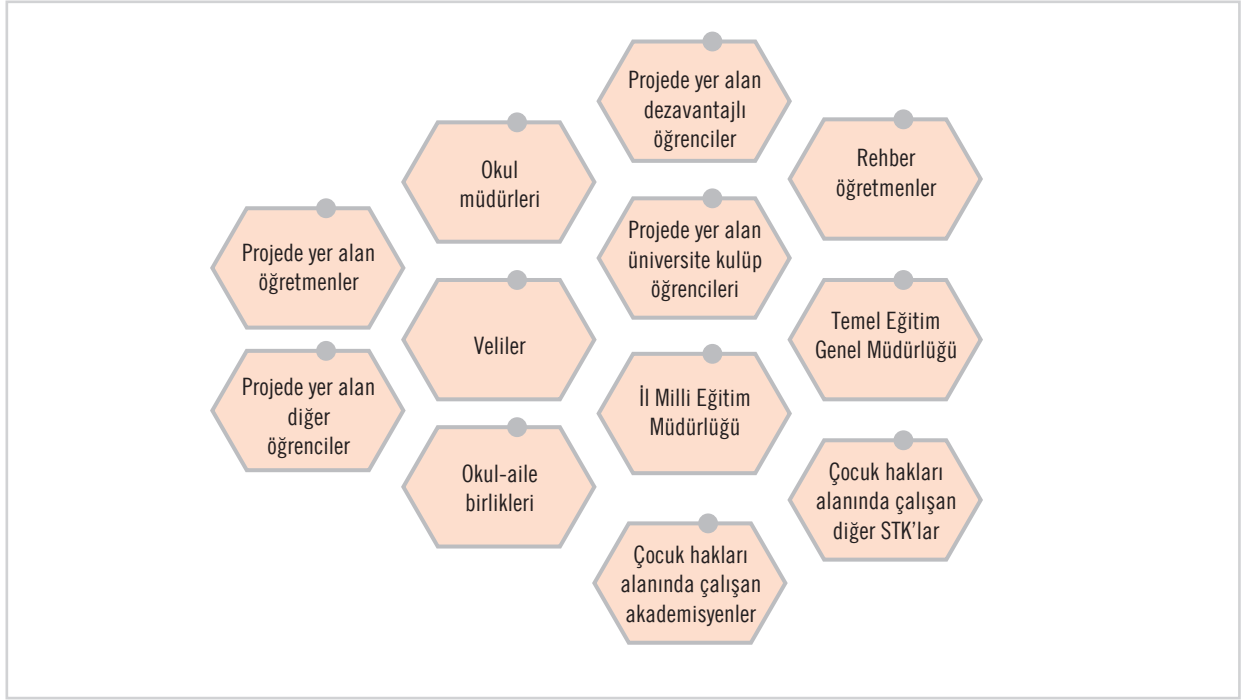 Projede yer alan
dezavantajlı
öğrenciler
Okul
müdürleri
Rehber
öğretmenler
Projede yer alan
öğretmenler
Projede yer alan
üniversite kulüp
öğrencileri
Veliler
Temel Eğitim
Genel Müdürlüğü
Projede yer alan
diğer
öğrenciler
İl Milli Eğitim
Müdürlüğü
Okul-aile
birlikleri
Çocuk hakları
alanında çalışan
diğer STK’lar
Çocuk hakları
alanında çalışan
akademisyenler